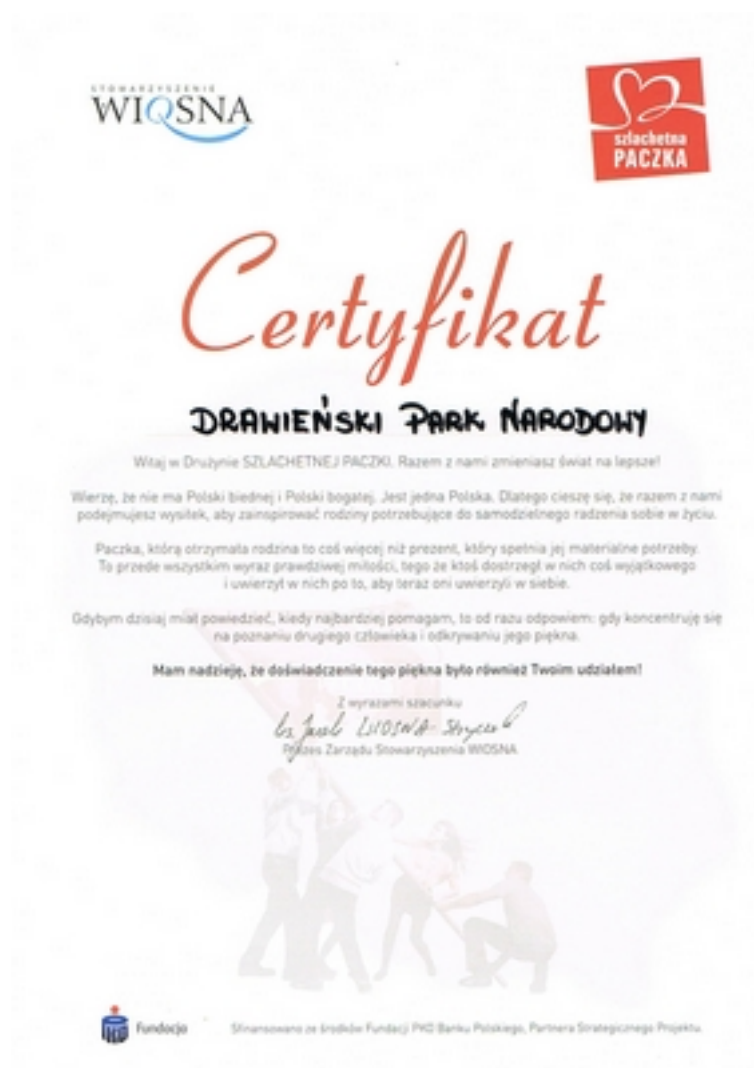 STOWARZYSZENIE
WIOSNA
szlachetna
PACZKA
Certyfikat
DRAWIEŃSKI PARK NARODOWY
Witaj w Drużynie SZLACHETNEJ PACZKI. Razem z nami zmieniasz świat na lepsze!
Wierzę, że nie ma Polski biednej i Polski bogatej. Jest jedna Polska. Dlatego cieszę się, że razem z nami
podejmujesz wysiłek, aby zainspirować rodziny potrzebujące do samodzielnego radzenia sobie w życiu.
Paczka, którą otrzymała rodzina to coś więcej niż prezent, który spełnia jej materialne potrzeby.
To przede wszystkim wyraz prawdziwej miłości, tego że ktoś dostrzegł w nich coś wyjątkowego
i uwierzył w nich po to, aby teraz oni uwierzyli w siebie.
Gdybym dzisiaj miał powiedzieć, kiedy najbardziej pomagam, to od razu odpowiem: gdy koncentruję się
na poznaniu drugiego człowieka i odkrywaniu jego piękna.
Mam nadzieję, że doświadczenie tego piękna było również Twoim udziałem!
Z wyrazami szacunku
ks. Jacek WIOSNA Stryczek
Prezes Zarządu Stowarzyszenia WIOSNA
Fundacja
Sfinansowano ze środków Fundacji PKO Banku Polskiego, Partnera Strategicznego Projektu.